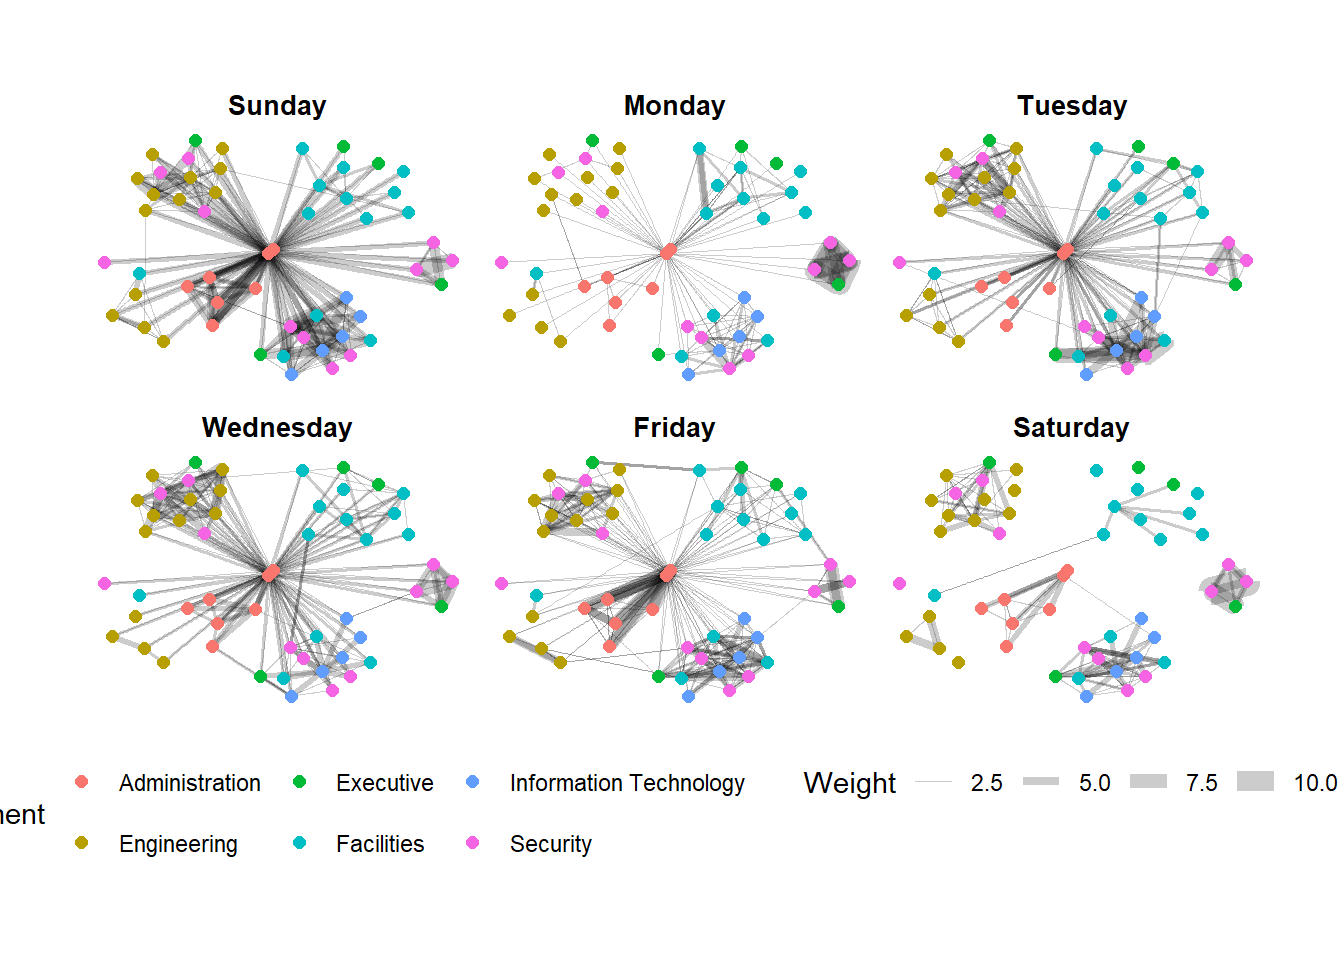 Sunday
Monday
Tuesday
Wednesday
Friday
Saturday
Administration
Executive
Information Technology
Weight
2.5
5.0
7.5
10.0
Engineering
Facilities
Security